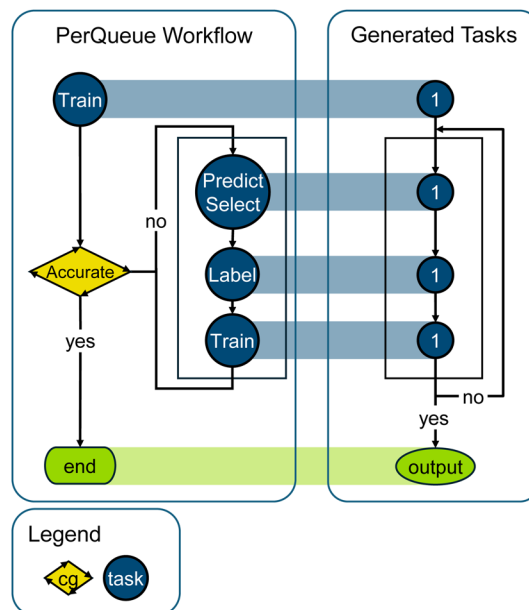 PerQueue Workflow
Generated Tasks
Train
1
no
Predict
Select
1
Accurate
Label
1
Train
1
yes
no
yes
end
output
Legend
cg
task